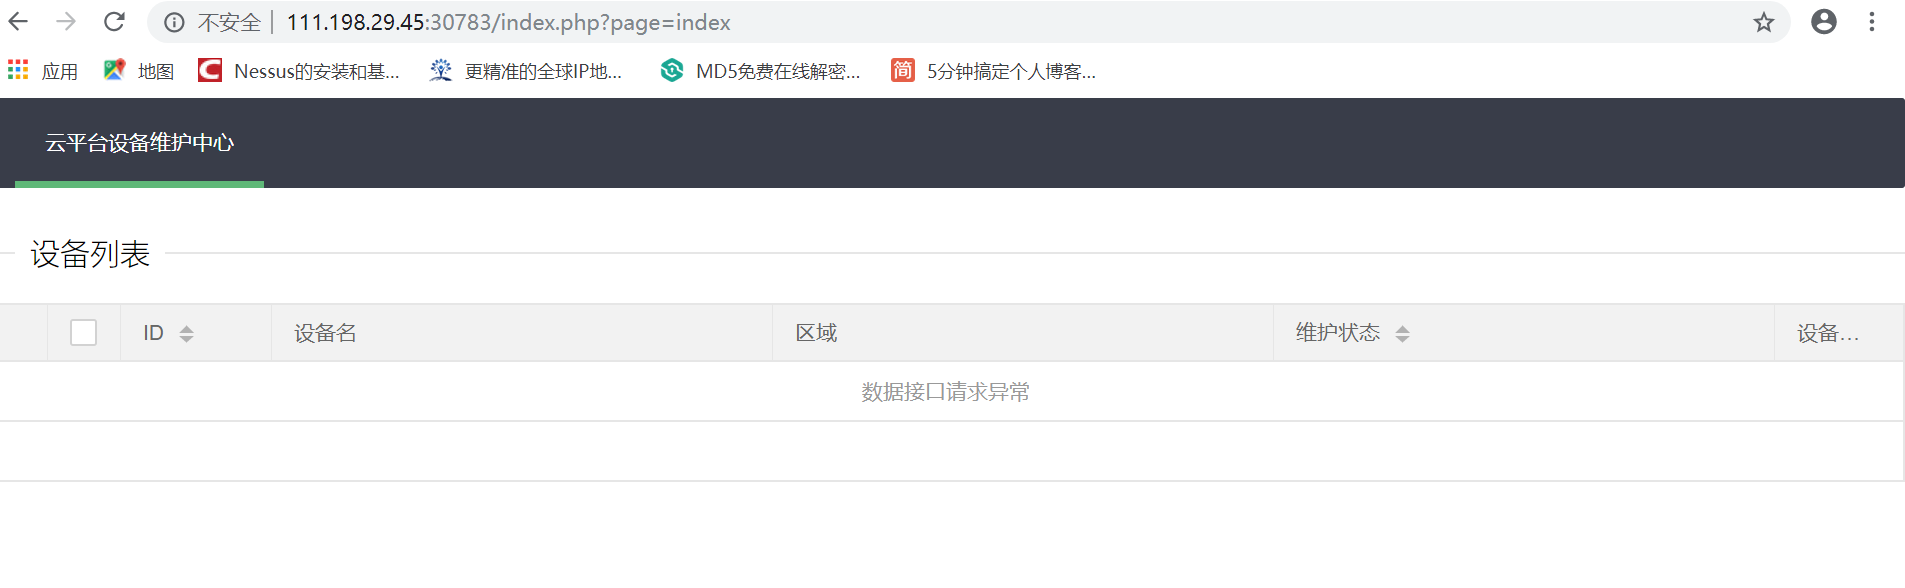 不安全 111.198.29.45:30783/index.php?page=index
应用 地图 Nessus的安装和基... 更精准的全球IP地... MD5免费在线解密... 简 5分钟搞定个人博客...
云平台设备维护中心
设备列表
ID 设备名 区域 维护状态 设备...
数据接口请求异常